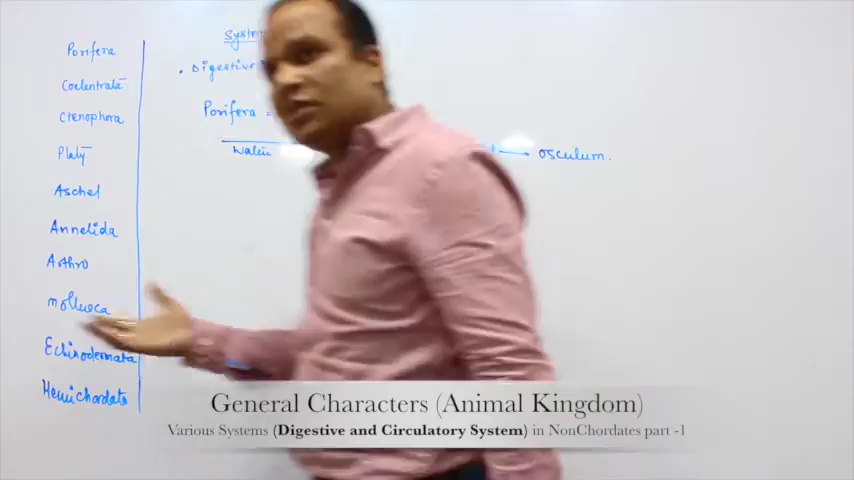 Porifera
Coelentrata
Ctenophora
Platy
Aschel
Annelida
Arthro
Mollusca
Echinodermata
Hemichordata
System
• Digestive
Porifera =
Water
→ osculum.
General Characters (Animal Kingdom)
Various Systems (Digestive and Circulatory System) in NonChordates part -1